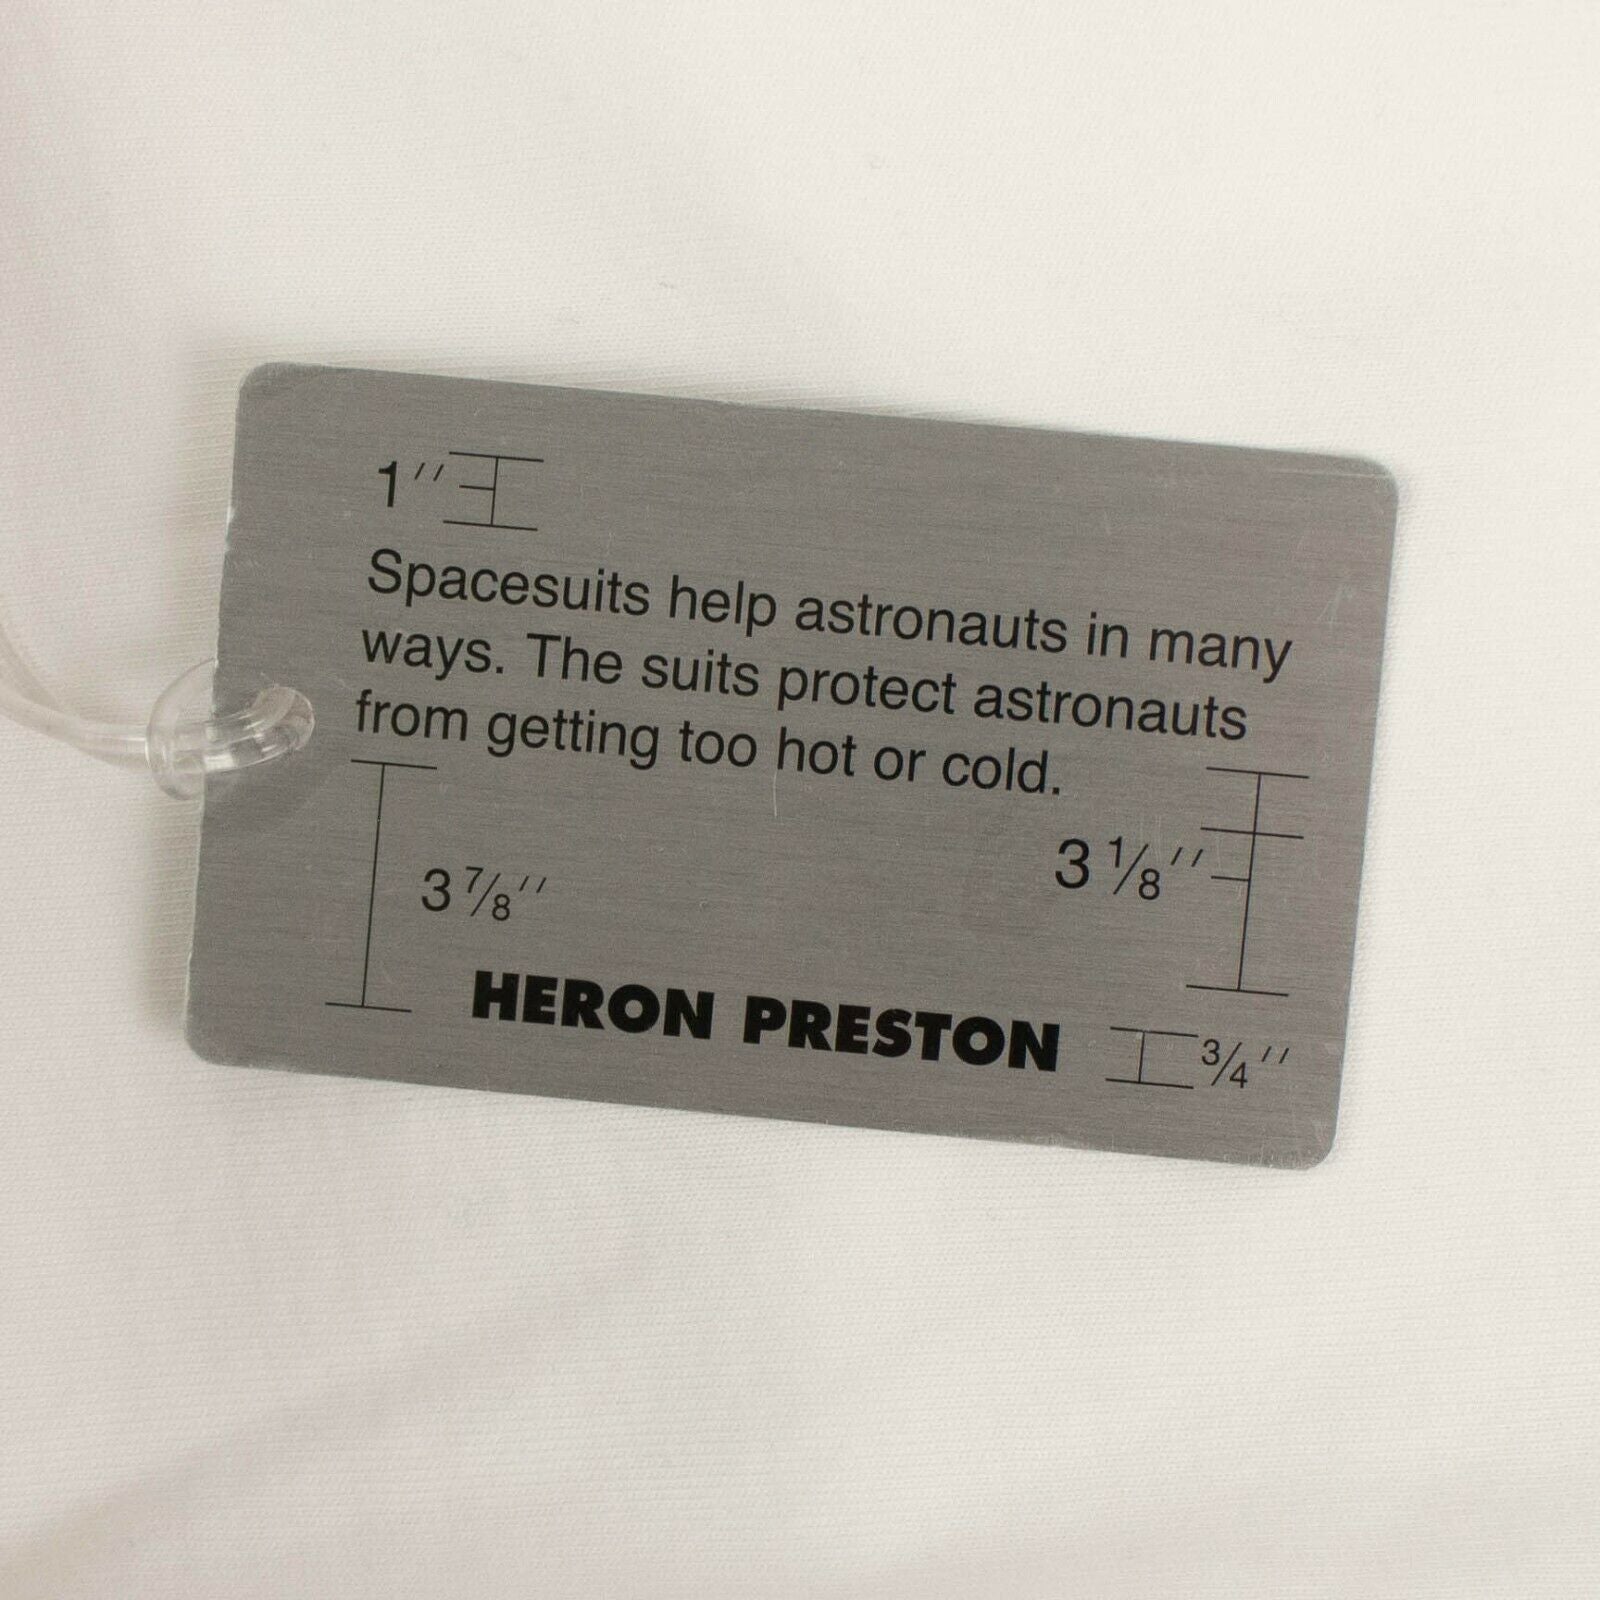 1″
Spacesuits help astronauts in many
ways. The suits protect astronauts
from getting too hot or cold.
3 1/8″
3 7/8″
HERON PRESTON
3/4″